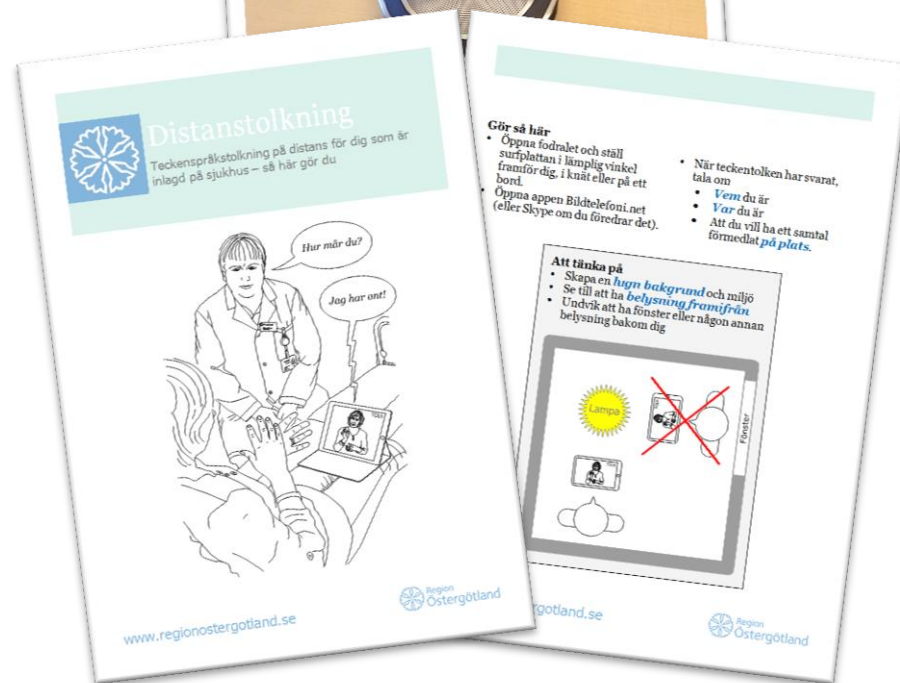 Distanstolkning
Teckenspråkstolkning på distans för dig som är
inlagd på sjukhus – så här gör du
Hur mår du?
Jag har ont!
www.regionostergotland.se
Region
Östergötland
Gör så här
• Öppna fodralet och ställ
surfplattan i lämplig vinkel
framför dig, i knät eller på ett
bord.
• Öppna appen Bildtelefoni.net
(eller Skype om du föredrar det).
• När teckentolken har svarat,
tala om
• Vem du är
• Var du är
• Att du vill ha ett samtal
förmedlat på plats.
Att tänka på
• Skapa en lugn bakgrund och miljö
• Se till att ha belysning framifrån
• Undvik att ha fönster eller någon annan
belysning bakom dig
Lampa
Fönster
rgotland.se
Region
Östergötland